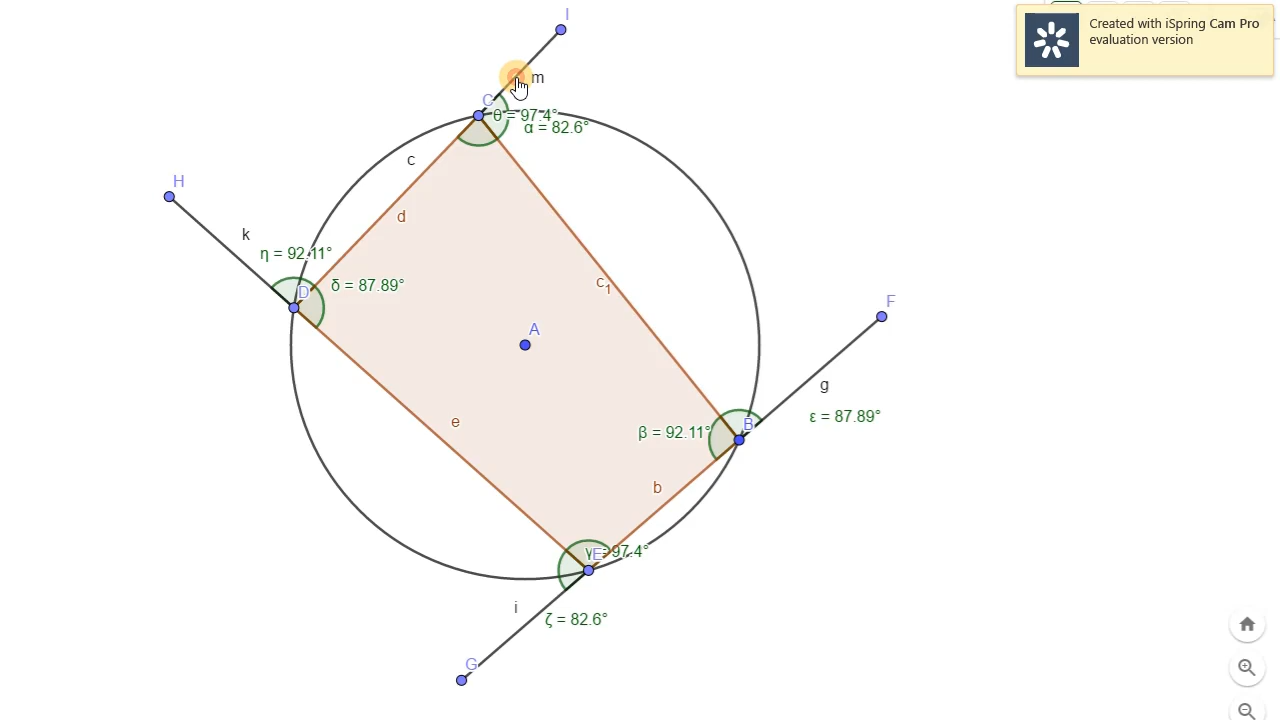 I
Created with iSpring Cam Pro
evaluation version
m
C
θ = 97.4°
α = 82.6°
c
H
d
k
η = 92.11°
c1
δ = 87.89°
D
F
A
g
e
ε = 87.89°
B
β = 92.11°
b
γ = 97.4°
E
i
ζ = 82.6°
G